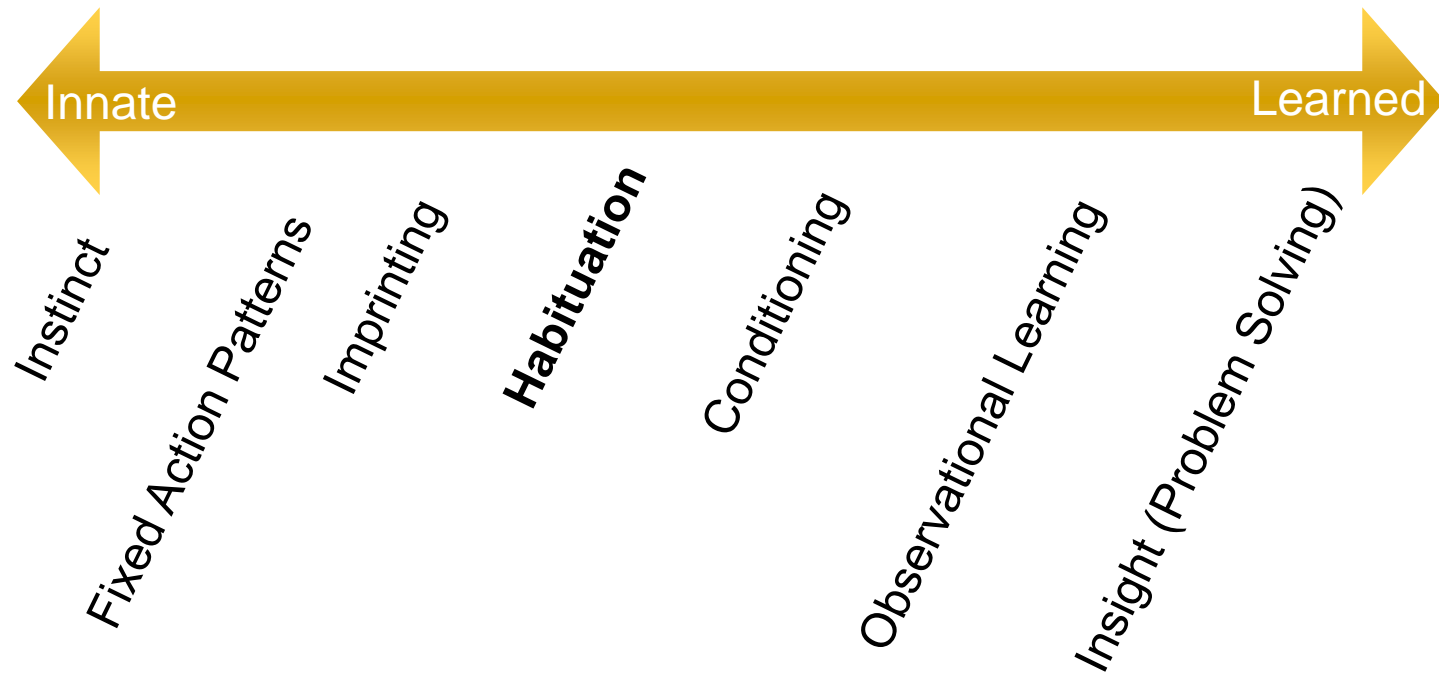 Innate
Learned
Instinct
Fixed Action Patterns
Imprinting
Habituation
Conditioning
Observational Learning
Insight (Problem Solving)